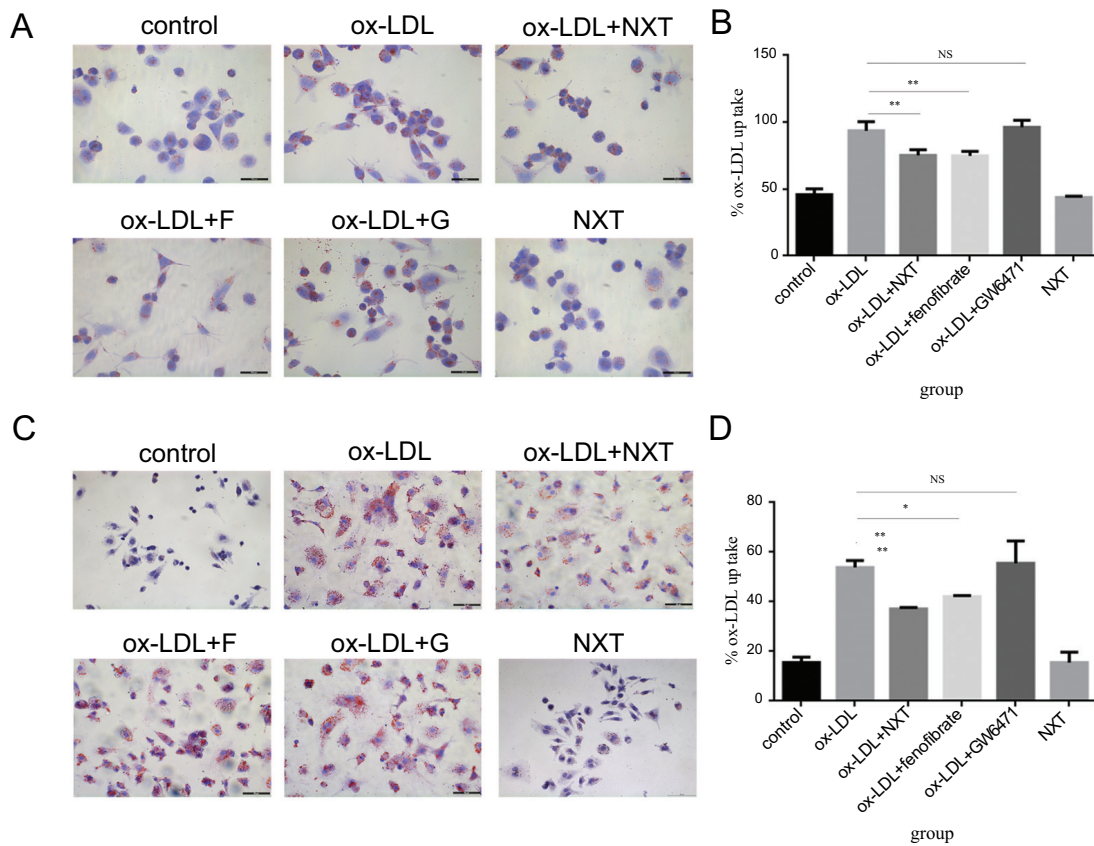 A
control
ox-LDL
ox-LDL+NXT
ox-LDL+F
ox-LDL+G
NXT
B
150
100
50
0
% ox-LDL up take
NS
**
**
control
ox-LDL
ox-LDL+NXT
ox-LDL+fenofibrate
ox-LDL+GW6471
NXT
group
C
control
ox-LDL
ox-LDL+NXT
ox-LDL+F
ox-LDL+G
NXT
D
80
60
40
20
0
% ox-LDL up take
NS
*
**
**
control
ox-LDL
ox-LDL+NXT
ox-LDL+fenofibrate
ox-LDL+GW6471
NXT
group